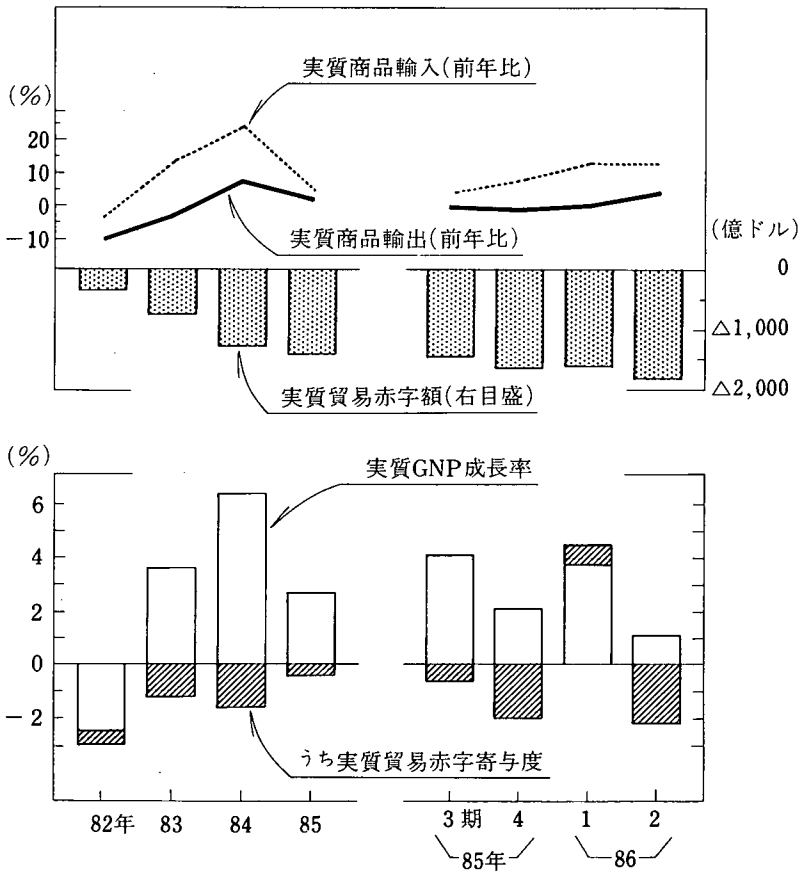 実質商品輸入(前年比)
(%)
20
10
0
-10
実質商品輸出(前年比)
(億ドル)
0
△1,000
△2,000
実質貿易赤字額(右目盛)
(%)
実質GNP成長率
6
4
2
0
-2
うち実質貿易赤字寄与度
82年 83 84 85 3期 4 1 2
85年 86